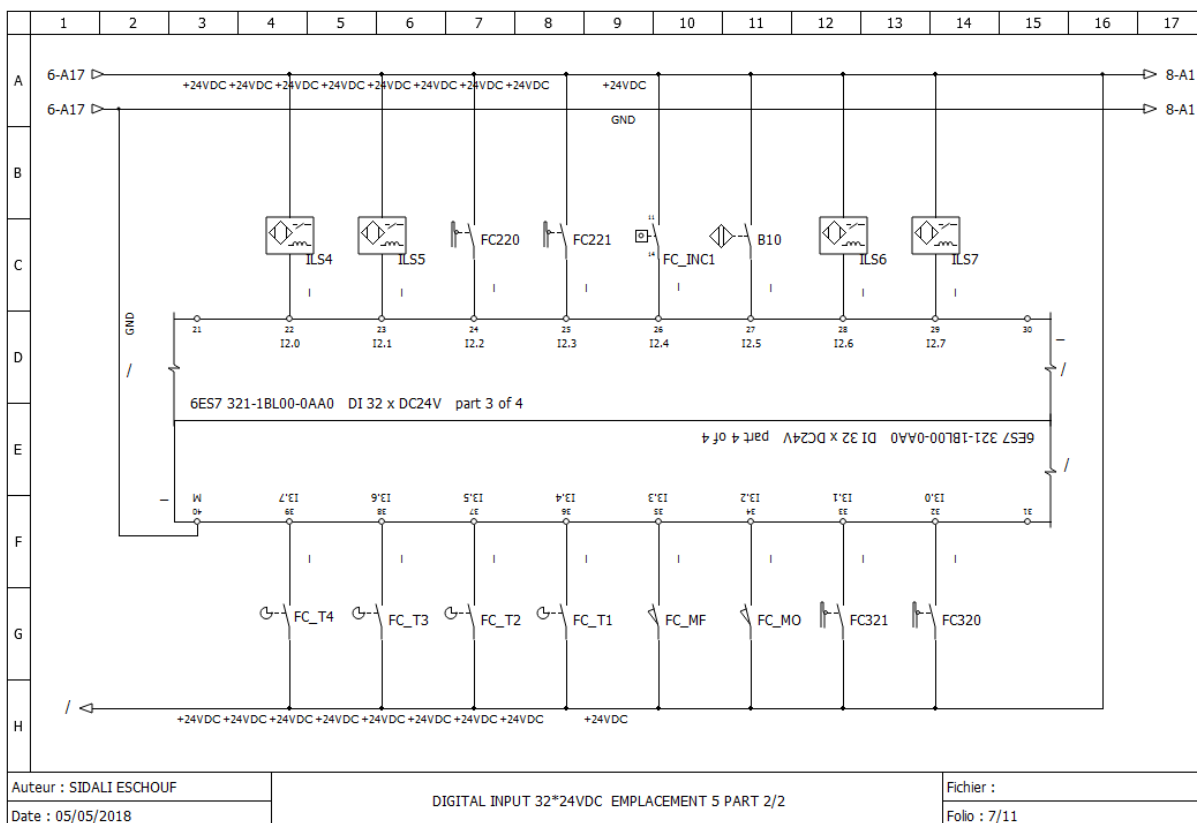 1 2 3 4 5 6 7 8 9 10 11 12 13 14 15 16 17
A
6-A17
8-A1
+24VDC +24VDC +24VDC +24VDC +24VDC +24VDC +24VDC +24VDC +24VDC
6-A17
8-A1
GND
B
C
ILS4 ILS5 FC220 FC221 11 14 FC_INC1 B10 ILS6 ILS7
GND
D
21 22 23 24 25 26 27 28 29 30
I2.0 I2.1 I2.2 I2.3 I2.4 I2.5 I2.6 I2.7
/ /
6ES7 321-1BL00-0AA0 DI 32 x DC24V part 3 of 4
E
6ES7 321-1BL00-0AA0 DI 32 x DC24V part 4 of 4
/
M I3.7 I3.6 I3.5 I3.4 I3.3 I3.2 I3.1 I3.0
40 39 38 37 36 35 34 33 32 31
F
G
FC_T4 FC_T3 FC_T2 FC_T1 FC_MF FC_MO FC321 FC320
H
/
+24VDC +24VDC +24VDC +24VDC +24VDC +24VDC +24VDC +24VDC +24VDC
Auteur : SIDALI ESCHOUF
Date : 05/05/2018
DIGITAL INPUT 32*24VDC EMPLACEMENT 5 PART 2/2
Fichier :
Folio : 7/11